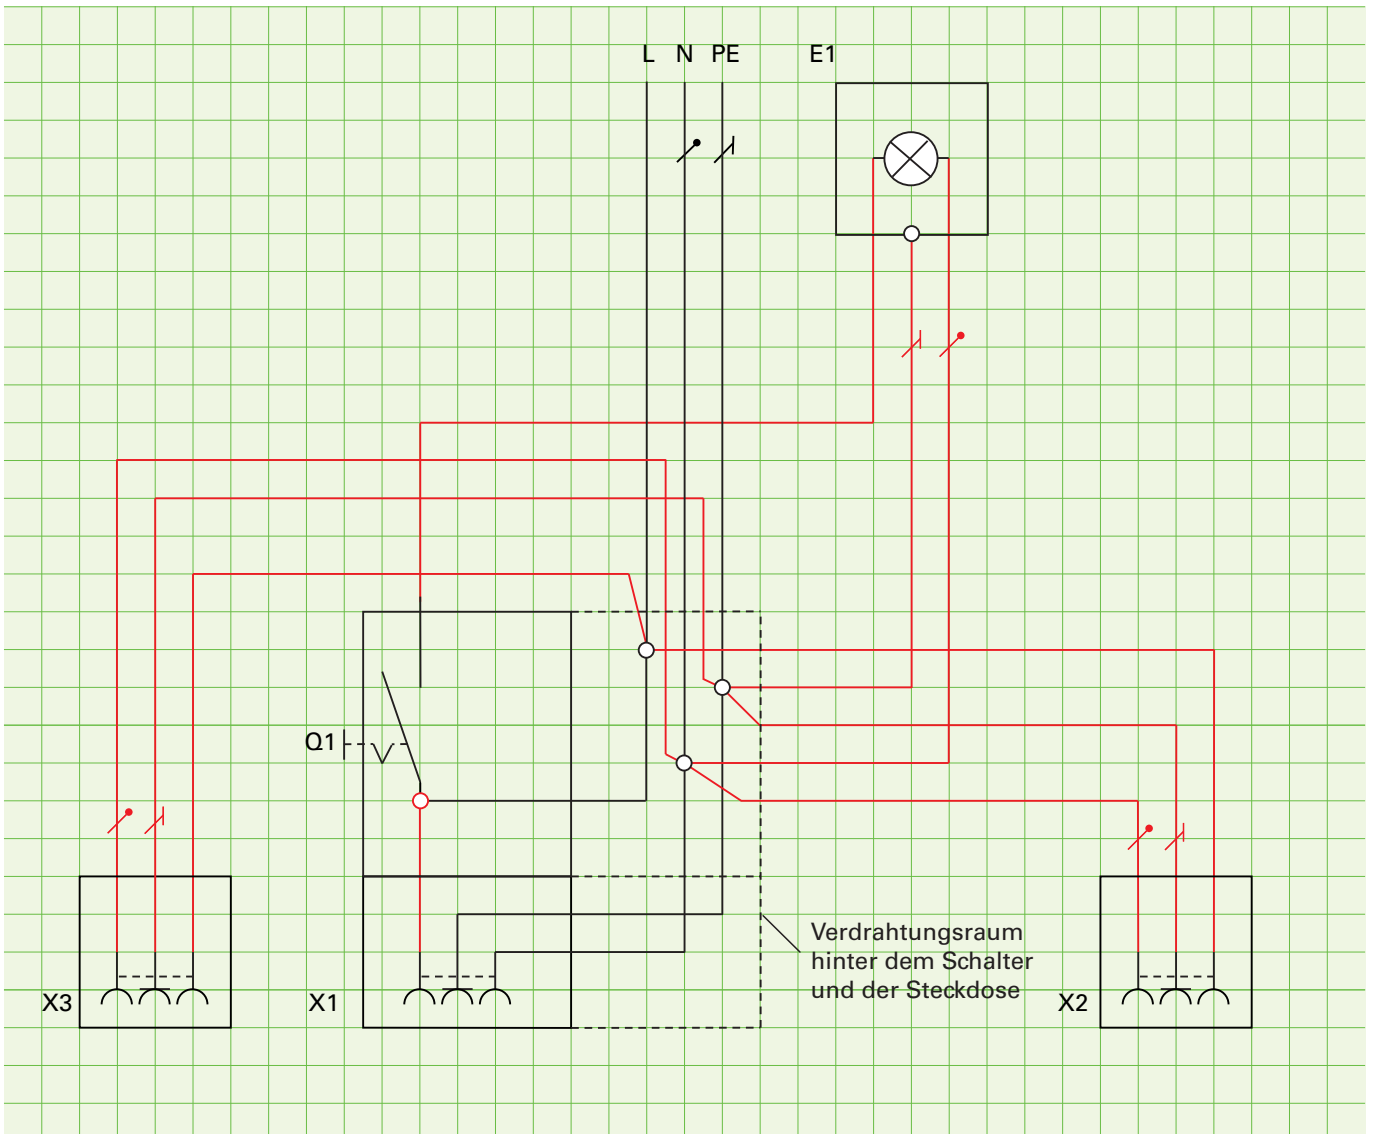 L N PE E1
Q1
Verdrahtungsraum
hinter dem Schalter
und der Steckdose
X3 X1 X2